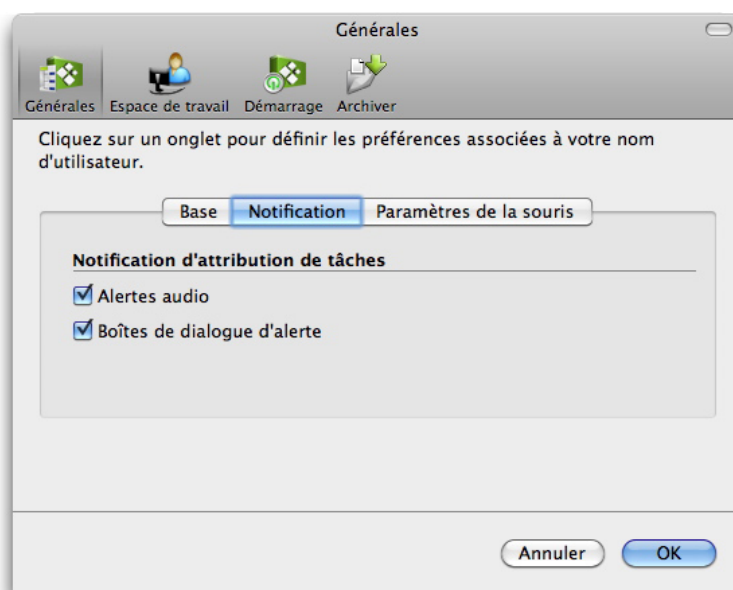 Générales
Générales Espace de travail Démarrage Archiver
Cliquez sur un onglet pour définir les préférences associées à votre nom
d'utilisateur.
Base Notification Paramètres de la souris
Notification d'attribution de tâches
Alertes audio
Boîtes de dialogue d'alerte
Annuler OK